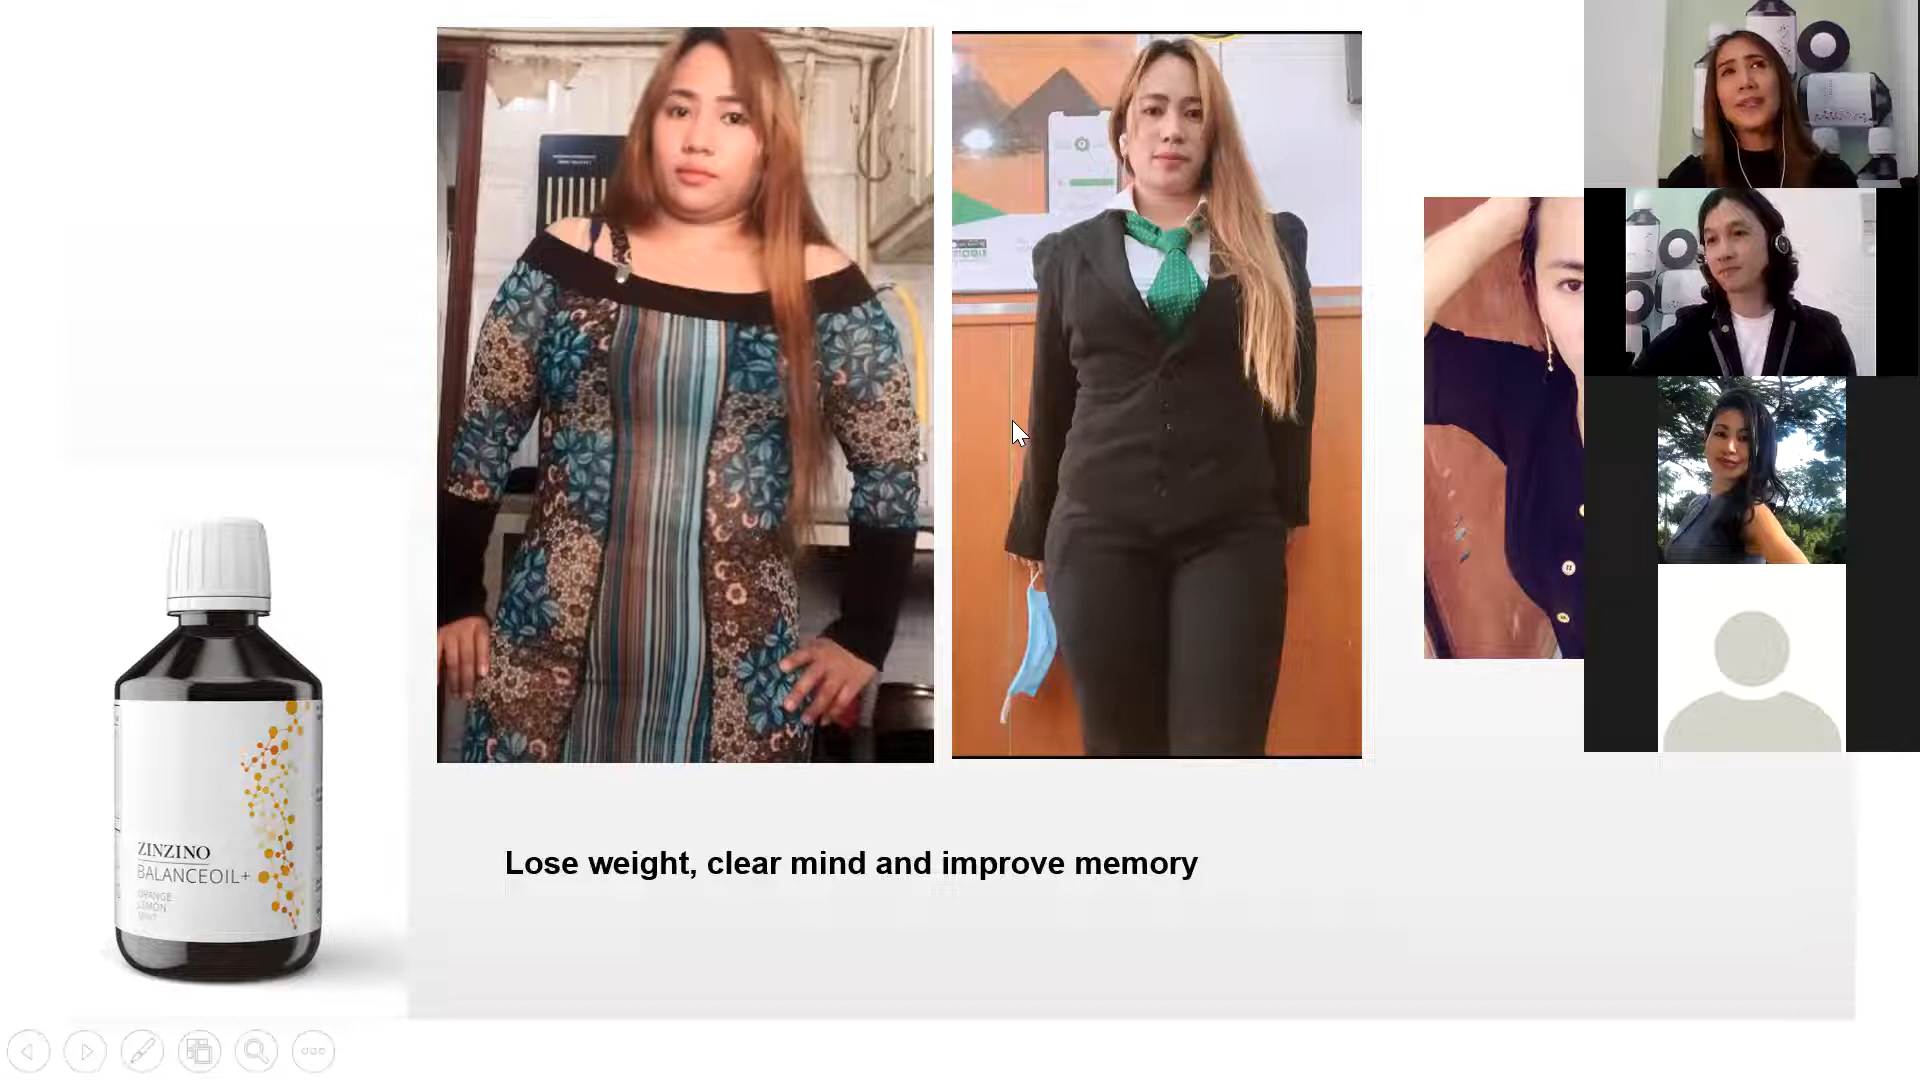 Lose weight, clear mind and improve memory
ZINZINO
BALANCEOIL+
ORANGE
LEMON
MINT